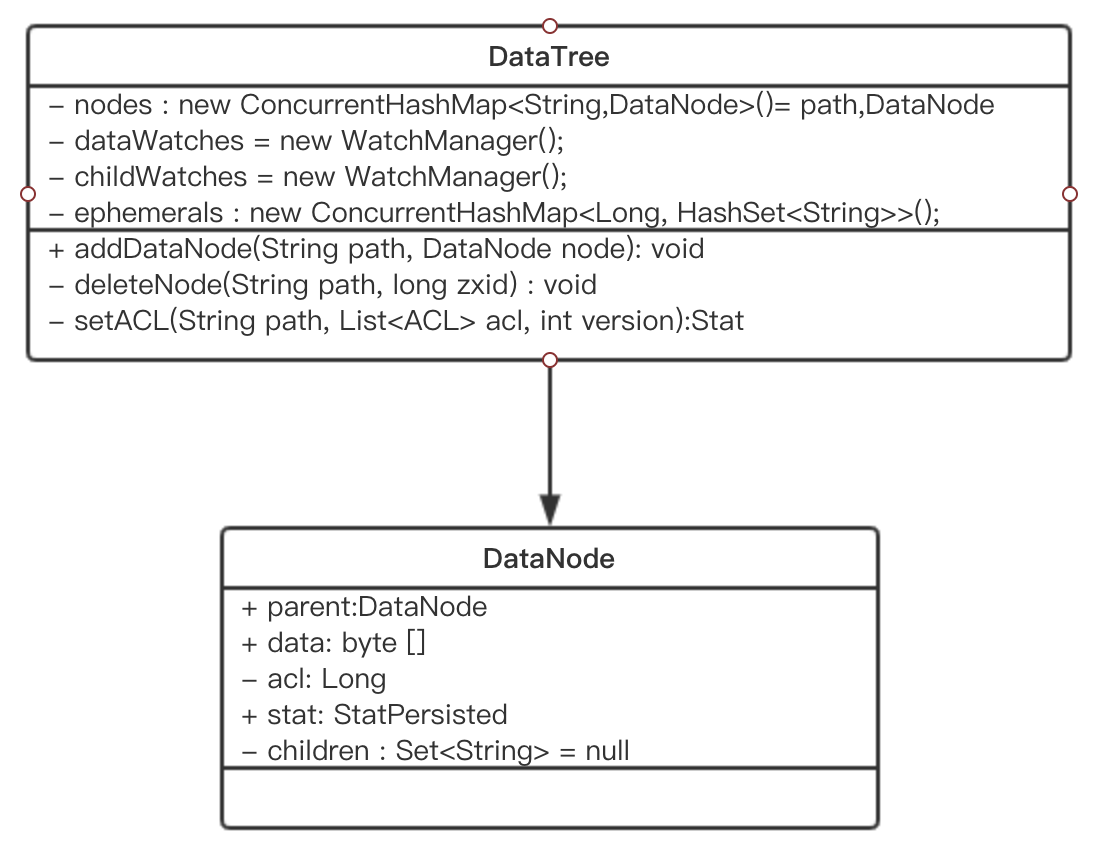 DataTree
– nodes : new ConcurrentHashMap<String,DataNode>()= path,DataNode
– dataWatches = new WatchManager();
– childWatches = new WatchManager();
– ephemerals : new ConcurrentHashMap<Long, HashSet<String>>();
+ addDataNode(String path, DataNode node): void
– deleteNode(String path, long zxid) : void
– setACL(String path, List<ACL> acl, int version):Stat
DataNode
+ parent:DataNode
+ data: byte []
– acl: Long
+ stat: StatPersisted
– children : Set<String> = null